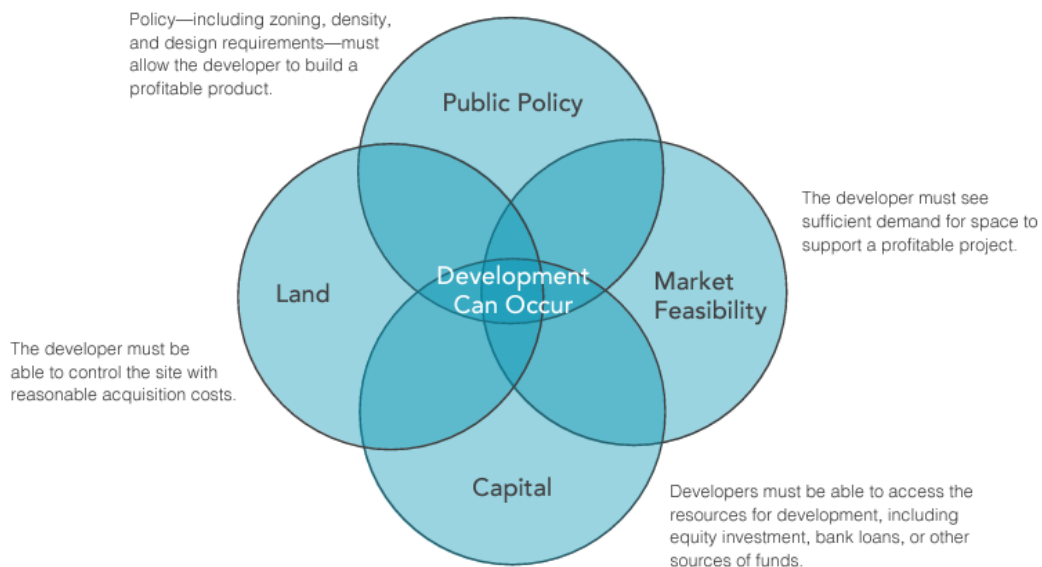 Policy—including zoning, density,
and design requirements—must
allow the developer to build a
profitable product.
Public Policy
The developer must see
sufficient demand for space to
support a profitable project.
Land
Development
Can Occur
Market
Feasibility
The developer must be
able to control the site with
reasonable acquisition costs.
Capital
Developers must be able to access the
resources for development, including
equity investment, bank loans, or other
sources of funds.